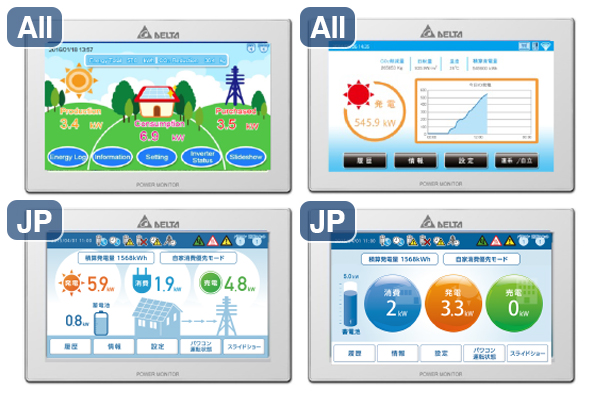 All
DELTA
2016/01/18 13:57
Production
3.4 kW
Consumption
6.9 kW
Purchased
3.5 kW
Energy Log
Information
Setting
Inverter Status
Slideshow
POWER MONITOR
All
DELTA
発電
545.9 kW
履歴
情報
設定
連系／自立
POWER MONITOR
JP
DELTA
積算発電量 1568kWh
自家消費優先モード
発電 5.9 kW
消費 1.9 kW
売電 4.8 kW
蓄電池
0.8 kW
履歴
情報
設定
パワコン
運転状態
スライドショー
POWER MONITOR
JP
DELTA
積算発電量 1568kWh
自家消費優先モード
5.0 kW
蓄電池
消費
2
kW
発電
3.3
kW
売電
0
kW
履歴
情報
設定
パワコン
運転状態
スライドショー
POWER MONITOR